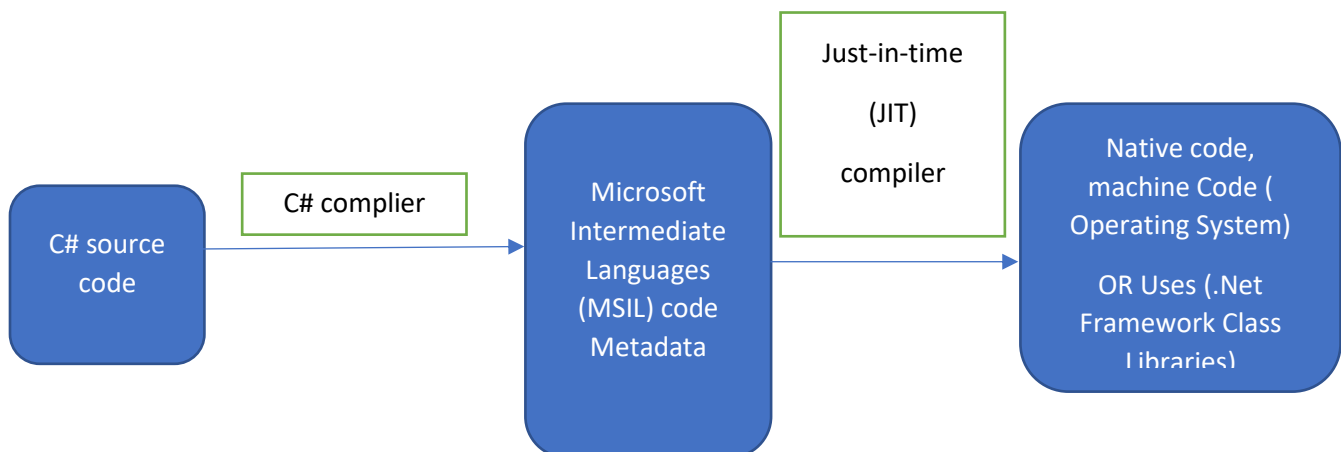 C# source
code
C# complier
Microsoft
Intermediate
Languages
(MSIL) code
Metadata
Just-in-time
(JIT)
compiler
Native code,
machine Code (
Operating System)
OR Uses (.Net
Framework Class
Libraries)